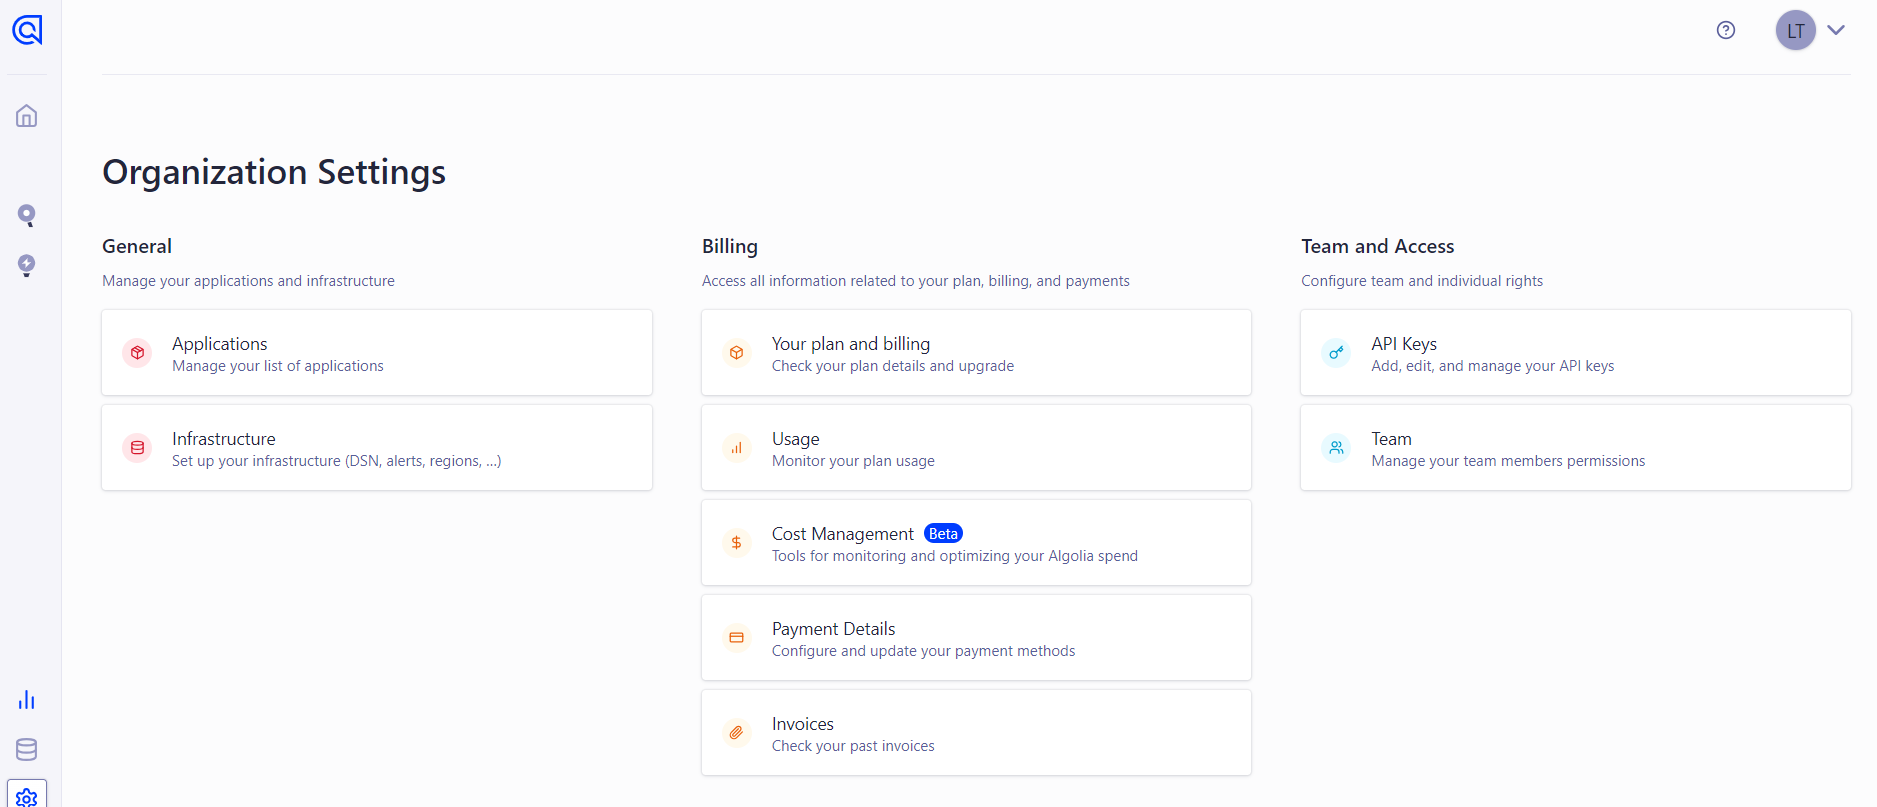 LT
Organization Settings
General
Manage your applications and infrastructure
Applications
Manage your list of applications
Infrastructure
Set up your infrastructure (DSN, alerts, regions, ...)
Billing
Access all information related to your plan, billing, and payments
Your plan and billing
Check your plan details and upgrade
Usage
Monitor your plan usage
Cost Management Beta
Tools for monitoring and optimizing your Algolia spend
Payment Details
Configure and update your payment methods
Invoices
Check your past invoices
Team and Access
Configure team and individual rights
API Keys
Add, edit, and manage your API keys
Team
Manage your team members permissions